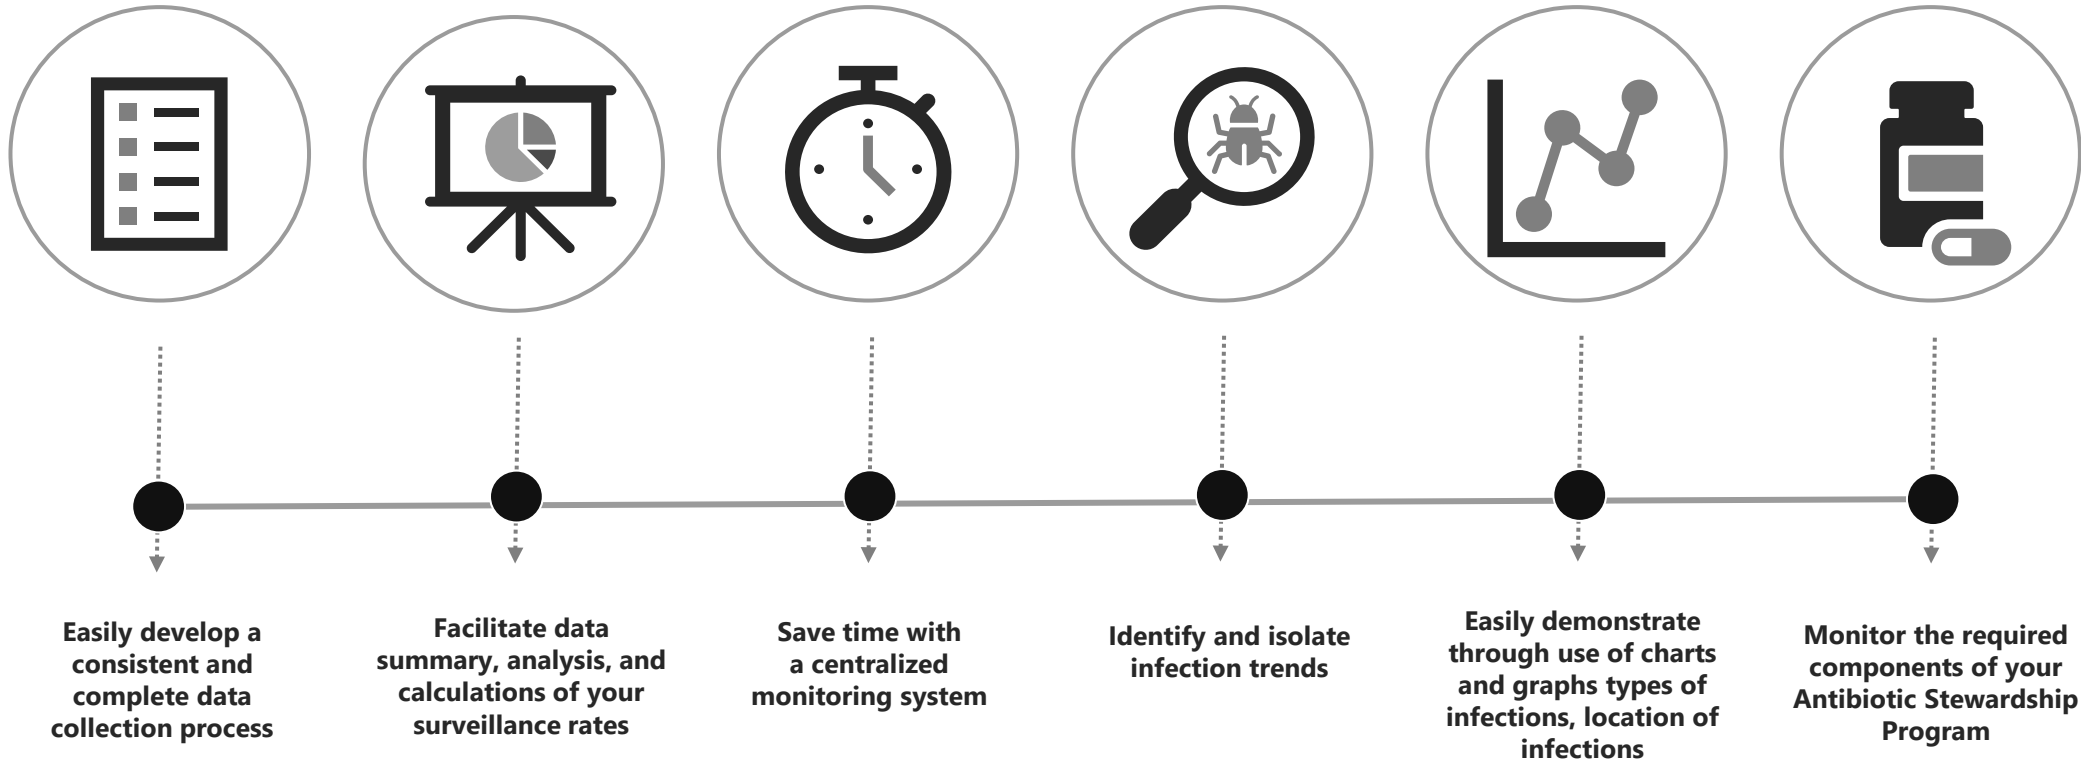 Easily develop a
consistent and
complete data
collection process
Facilitate data
summary, analysis, and
calculations of your
surveillance rates
Save time with
a centralized
monitoring system
Identify and isolate
infection trends
Easily demonstrate
through use of charts
and graphs types of
infections, location of
infections
Monitor the required
components of your
Antibiotic Stewardship
Program